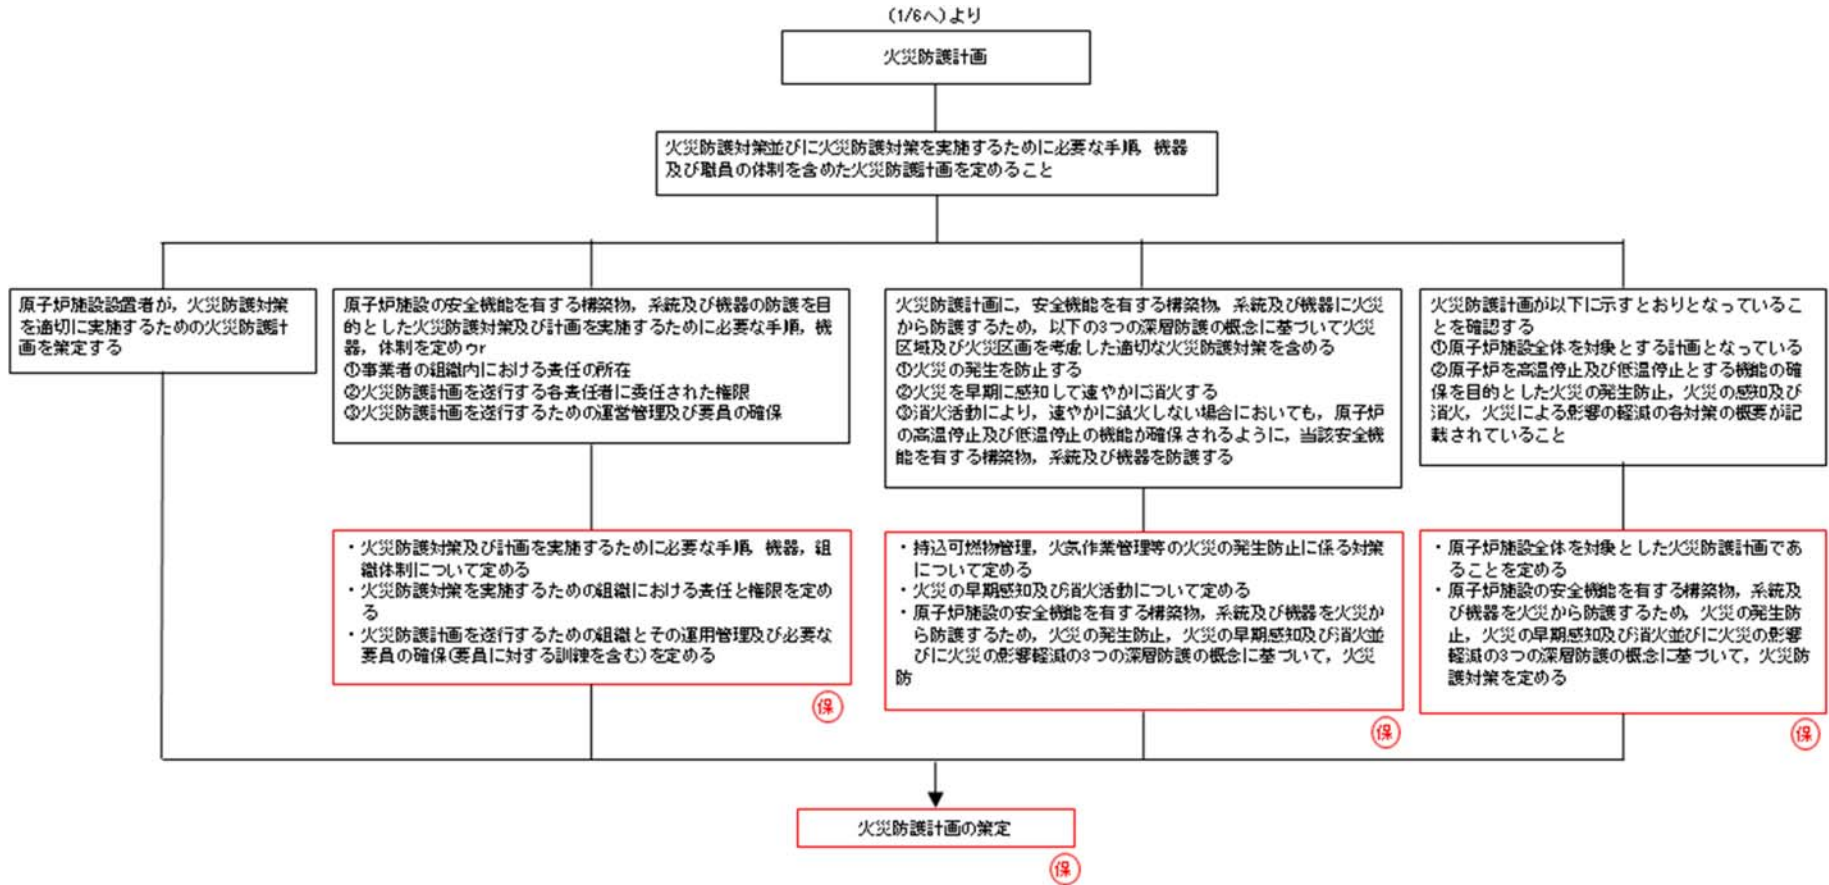 (1/6へ)より
火災防護計画
火災防護対策並びに火災防護対策を実施するために必要な手順，機器
及び職員の体制を含めた火災防護計画を定めること
原子炉施設設置者が，火災防護対策
を適切に実施するための火災防護計
画を策定する
原子炉施設の安全機能を有する構築物，系統及び機器の防護を目
的とした火災防護対策及び計画を実施するために必要な手順，機
器，体制を定めゥr
①事業者の組織内における責任の所在
②火災防護計画を遂行する各責任者に委任された権限
③火災防護計画を遂行するための運営管理及び要員の確保
火災防護計画に，安全機能を有する構築物，系統及び機器に火災
から防護するため，以下の3つの深層防護の概念に基づいて火災
区域及び火災区画を考慮した適切な火災防護対策を含める
①火災の発生を防止する
②火災を早期に感知して速やかに消火する
③消火活動により，速やかに鎮火しない場合においても，原子炉
の高温停止及び低温停止の機能が確保されるように，当該安全機
能を有する構築物，系統及び機器を防護する
火災防護計画が以下に示すとおりとなっているこ
とを確認する
①原子炉施設全体を対象とする計画となっている
②原子炉を高温停止及び低温停止とする機能の確
保を目的とした火災の発生防止，火災の感知及び
消火，火災による影響の軽減の各対策の概要が記
載されていること
・火災防護対策及び計画を実施するために必要な手順，機器，組
織体制について定める
・火災防護対策を実施するための組織における責任と権限を定め
る
・火災防護計画を遂行するための組織とその運用管理及び必要な
要員の確保(要員に対する訓練を含む)を定める
保
・持込可燃物管理，火気作業管理等の火災の発生防止に係る対策
について定める
・火災の早期感知及び消火活動について定める
・原子炉施設の安全機能を有する構築物，系統及び機器を火災か
ら防護するため，火災の発生防止，火災の早期感知及び消火並
びに火災の影響軽減の3つの深層防護の概念に基づいて，火災
防
保
・原子炉施設全体を対象とした火災防護計画であ
ることを定める
・原子炉施設の安全機能を有する構築物，系統及
び機器を火災から防護するため，火災の発生防
止，火災の早期感知及び消火並びに火災の影響
軽減の3つの深層防護の概念に基づいて，火災防
護対策を定める
保
火災防護計画の策定
保